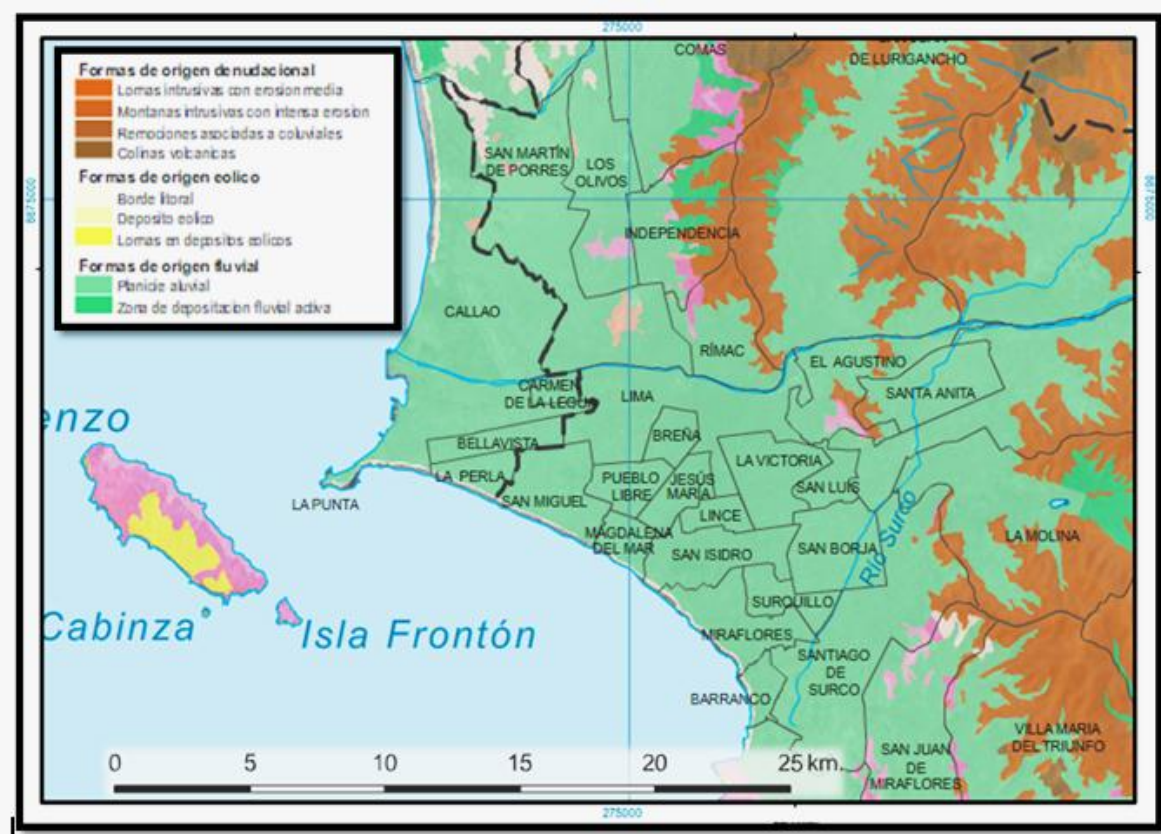 275000
Formas de origen denudacional
Lomas intrusivas con erosion media
Montanas intrusivas con intensa erosion
Remociones asociadas a coluviales
Colinas volcanicas
Formas de origen eolico
Borde litoral
Deposito eolico
Lomas en depositos eolicos
Formas de origen fluvial
Planicie aluvial
Zona de depositacion fluvial activa
COMAS
DE LURIGANCHO
SAN MARTÍN
DE PORRES
LOS
OLIVOS
8675000
8675000
INDEPENDENCIA
CALLAO
RÍMAC
EL AGUSTINO
SANTA ANITA
CARMEN
DE LA LEGUA
LIMA
enzo
BREÑA
BELLAVISTA
LA VICTORIA
LA PERLA
PUEBLO
LIBRE
JESÚS
MARÍA
SAN LUIS
LA PUNTA
SAN MIGUEL
LINCE
Río Surco
MAGDALENA
DEL MAR
SAN ISIDRO
SAN BORJA
LA MOLINA
SURQUILLO
Cabinza
Isla Frontón
MIRAFLORES
SANTIAGO
DE
SURCO
BARRANCO
VILLA MARIA
DEL TRIUNFO
SAN JUAN
DE
MIRAFLORES
0 5 10 15 20 25 km.
275000